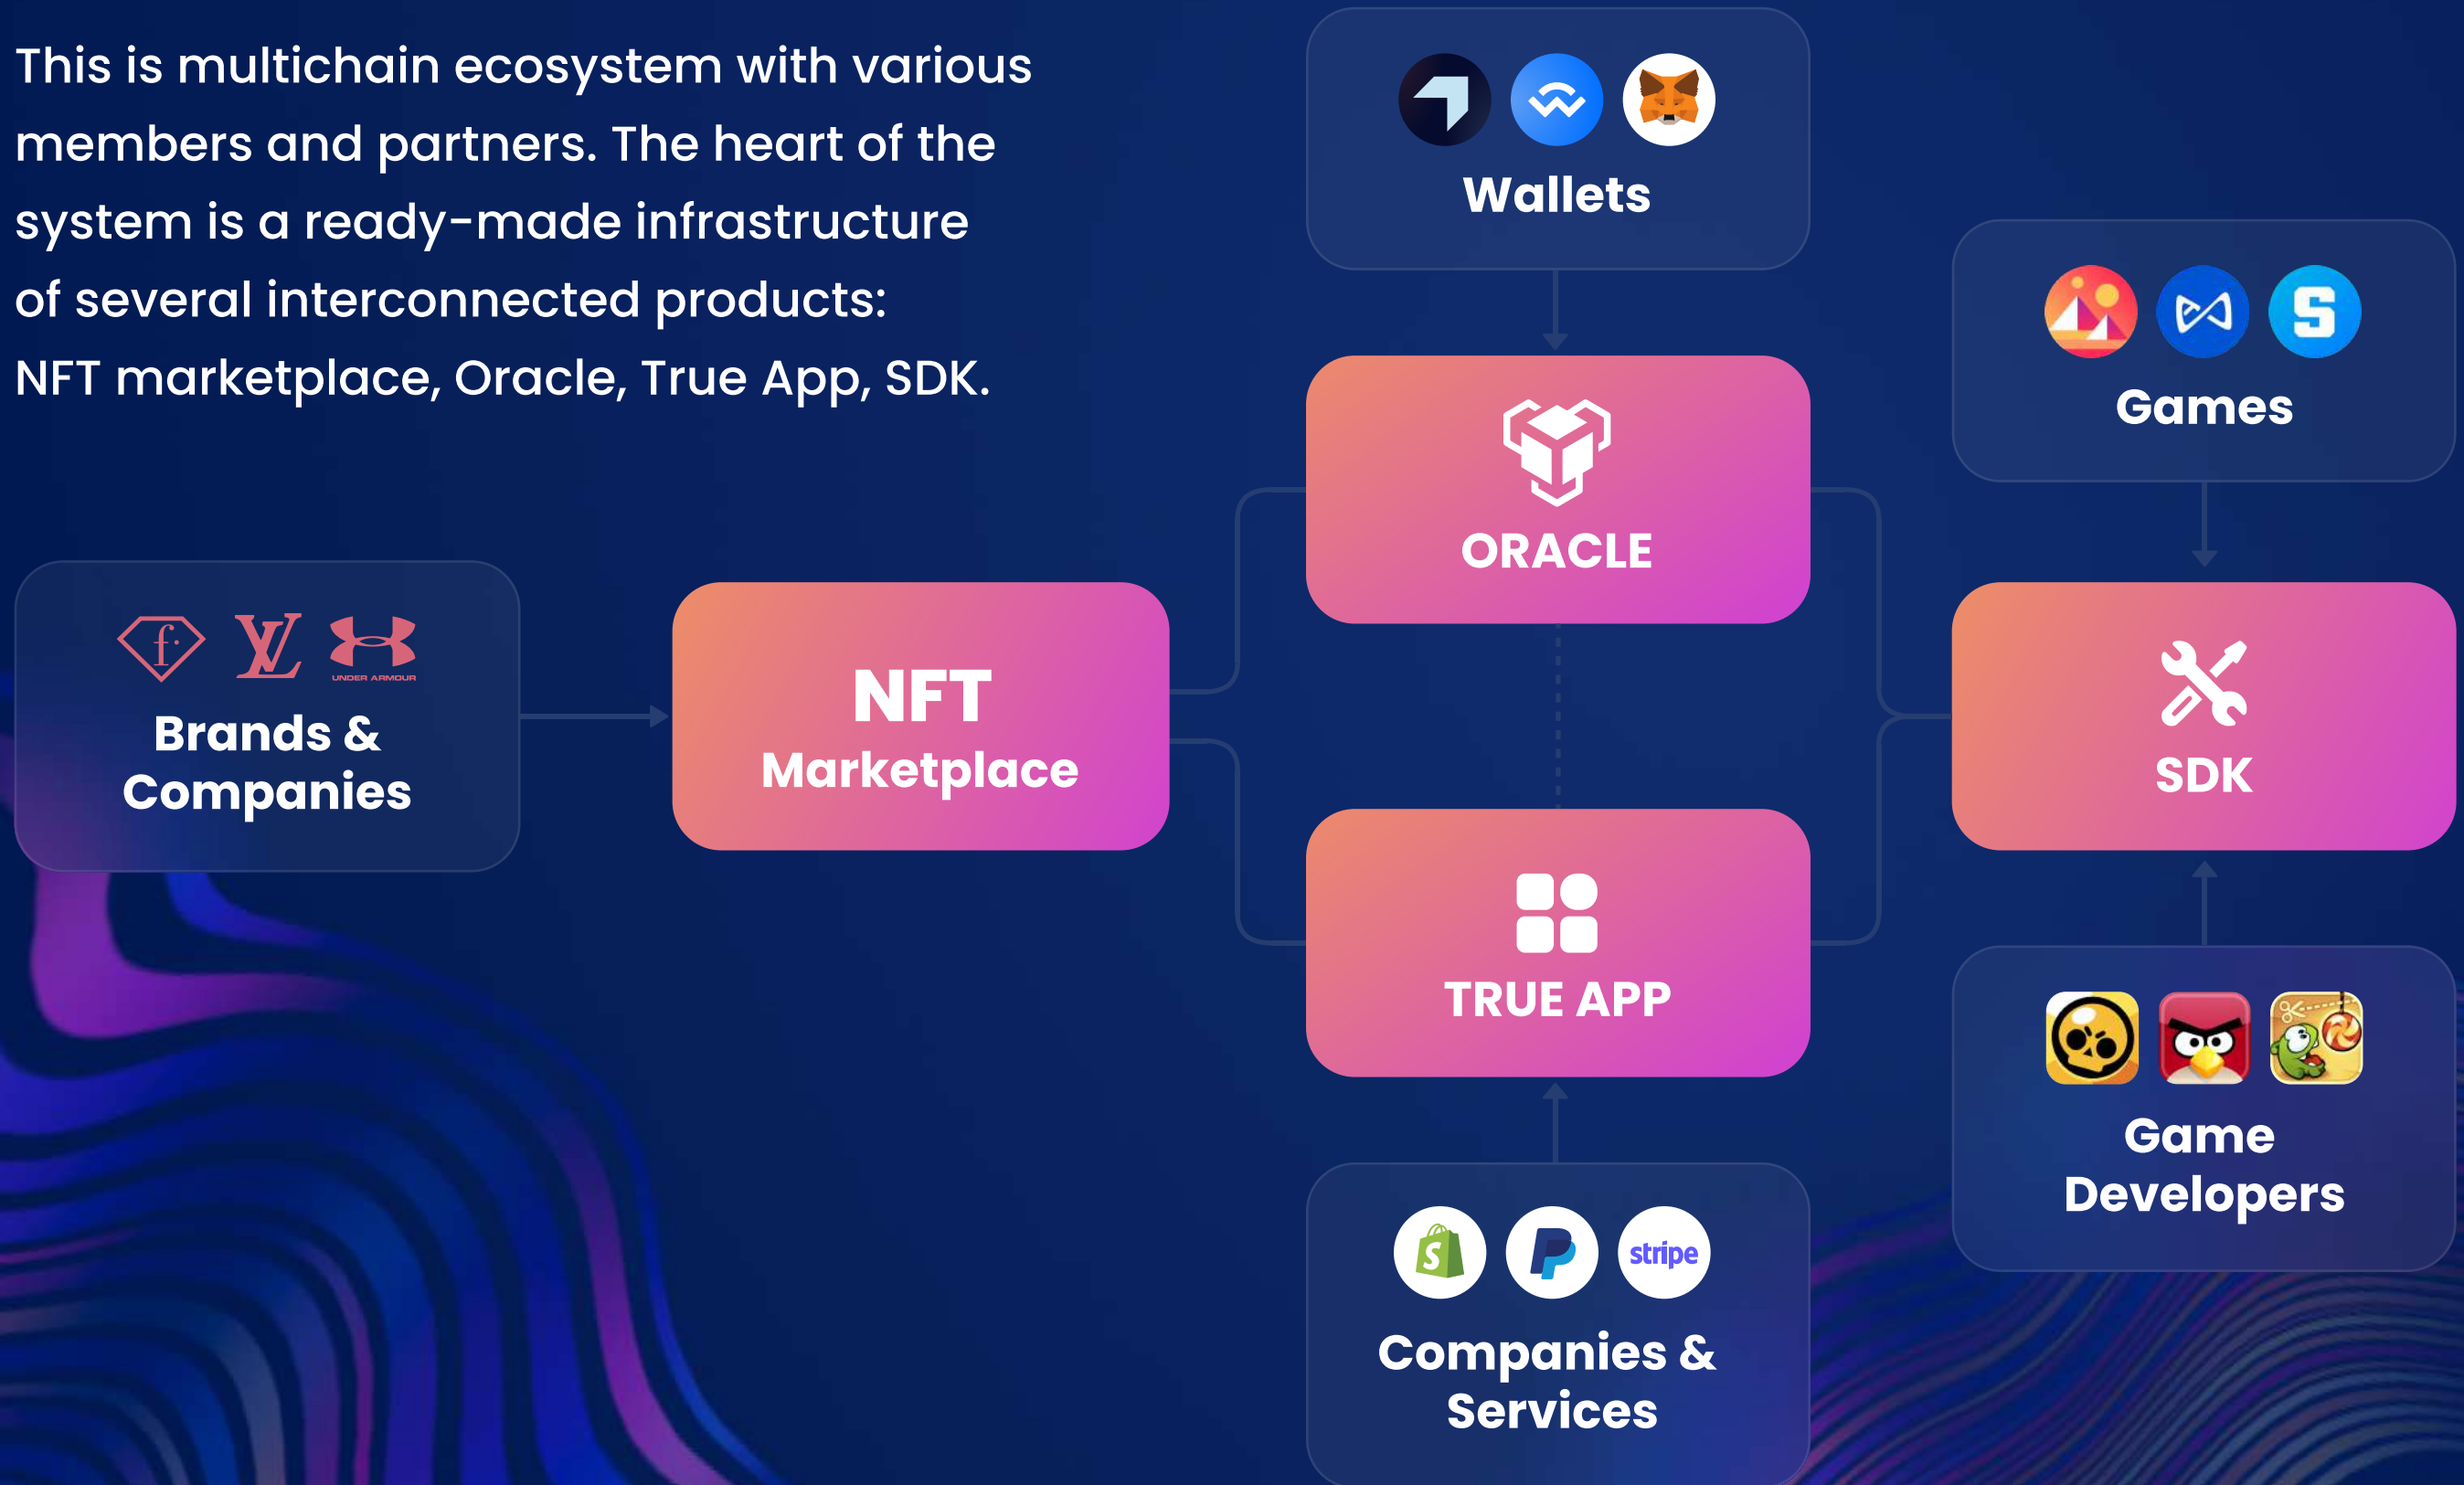 This is multichain ecosystem with various
members and partners. The heart of the
system is a ready-made infrastructure
of several interconnected products:
NFT marketplace, Oracle, True App, SDK.
Wallets
Games
ORACLE
UNDER ARMOUR
Brands &
Companies
NFT
Marketplace
SDK
TRUE APP
Game
Developers
stripe
Companies &
Services